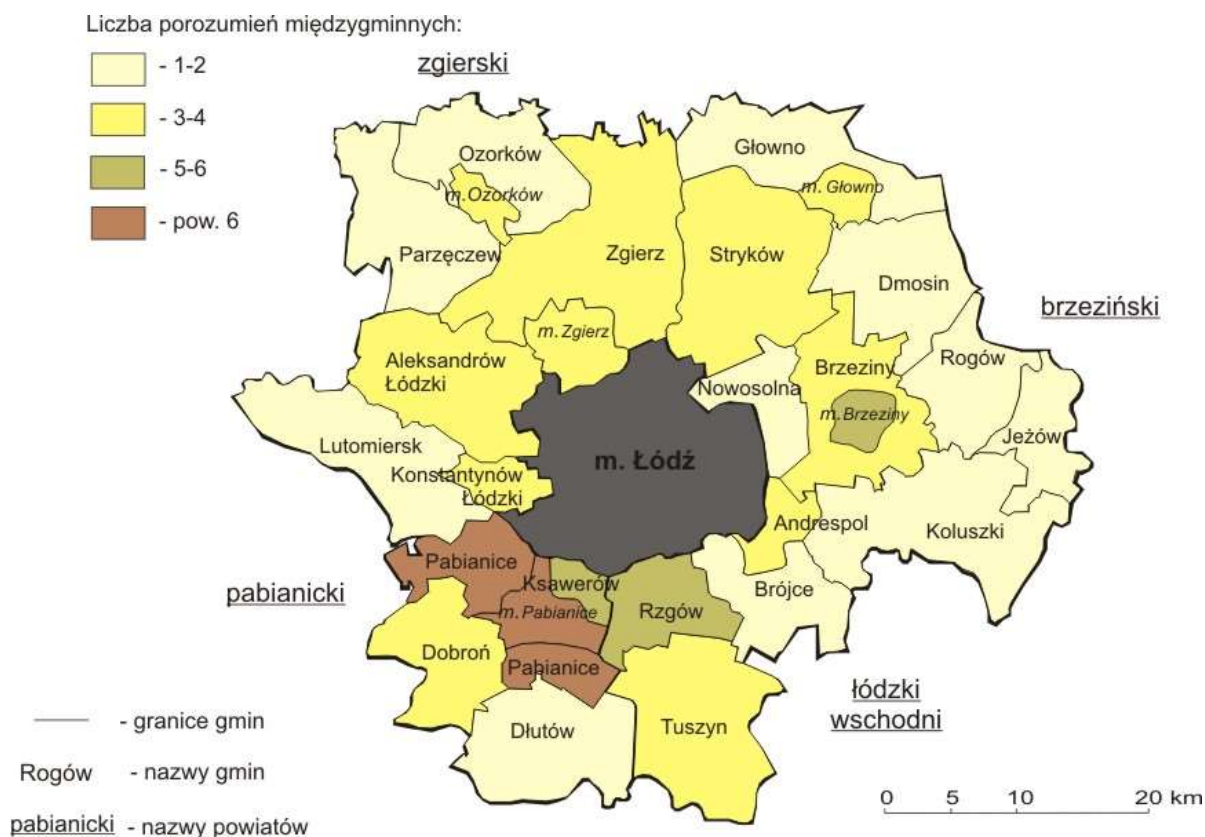 Liczba porozumień międzygminnych:
- 1-2
- 3-4
- 5-6
- pow. 6
zgierski
Ozorków
m. Ozorków
Parzęczew
Zgierz
m. Zgierz
Głowno
m. Głowno
Stryków
Dmosin
brzeziński
Aleksandrów
Łódzki
Nowosolna
Brzeziny
m. Brzeziny
Rogów
Jeżów
Lutomiersk
Konstantynów
Łódzki
m. Łódź
Andrespol
Koluszki
pabianicki
Pabianice
Ksawerów
m. Pabianice
Rzgów
Brójce
Dobroń
Pabianice
Dłutów
Tuszyn
łódzki
wschodni
- granice gmin
Rogów - nazwy gmin
pabianicki - nazwy powiatów
0 5 10 20 km